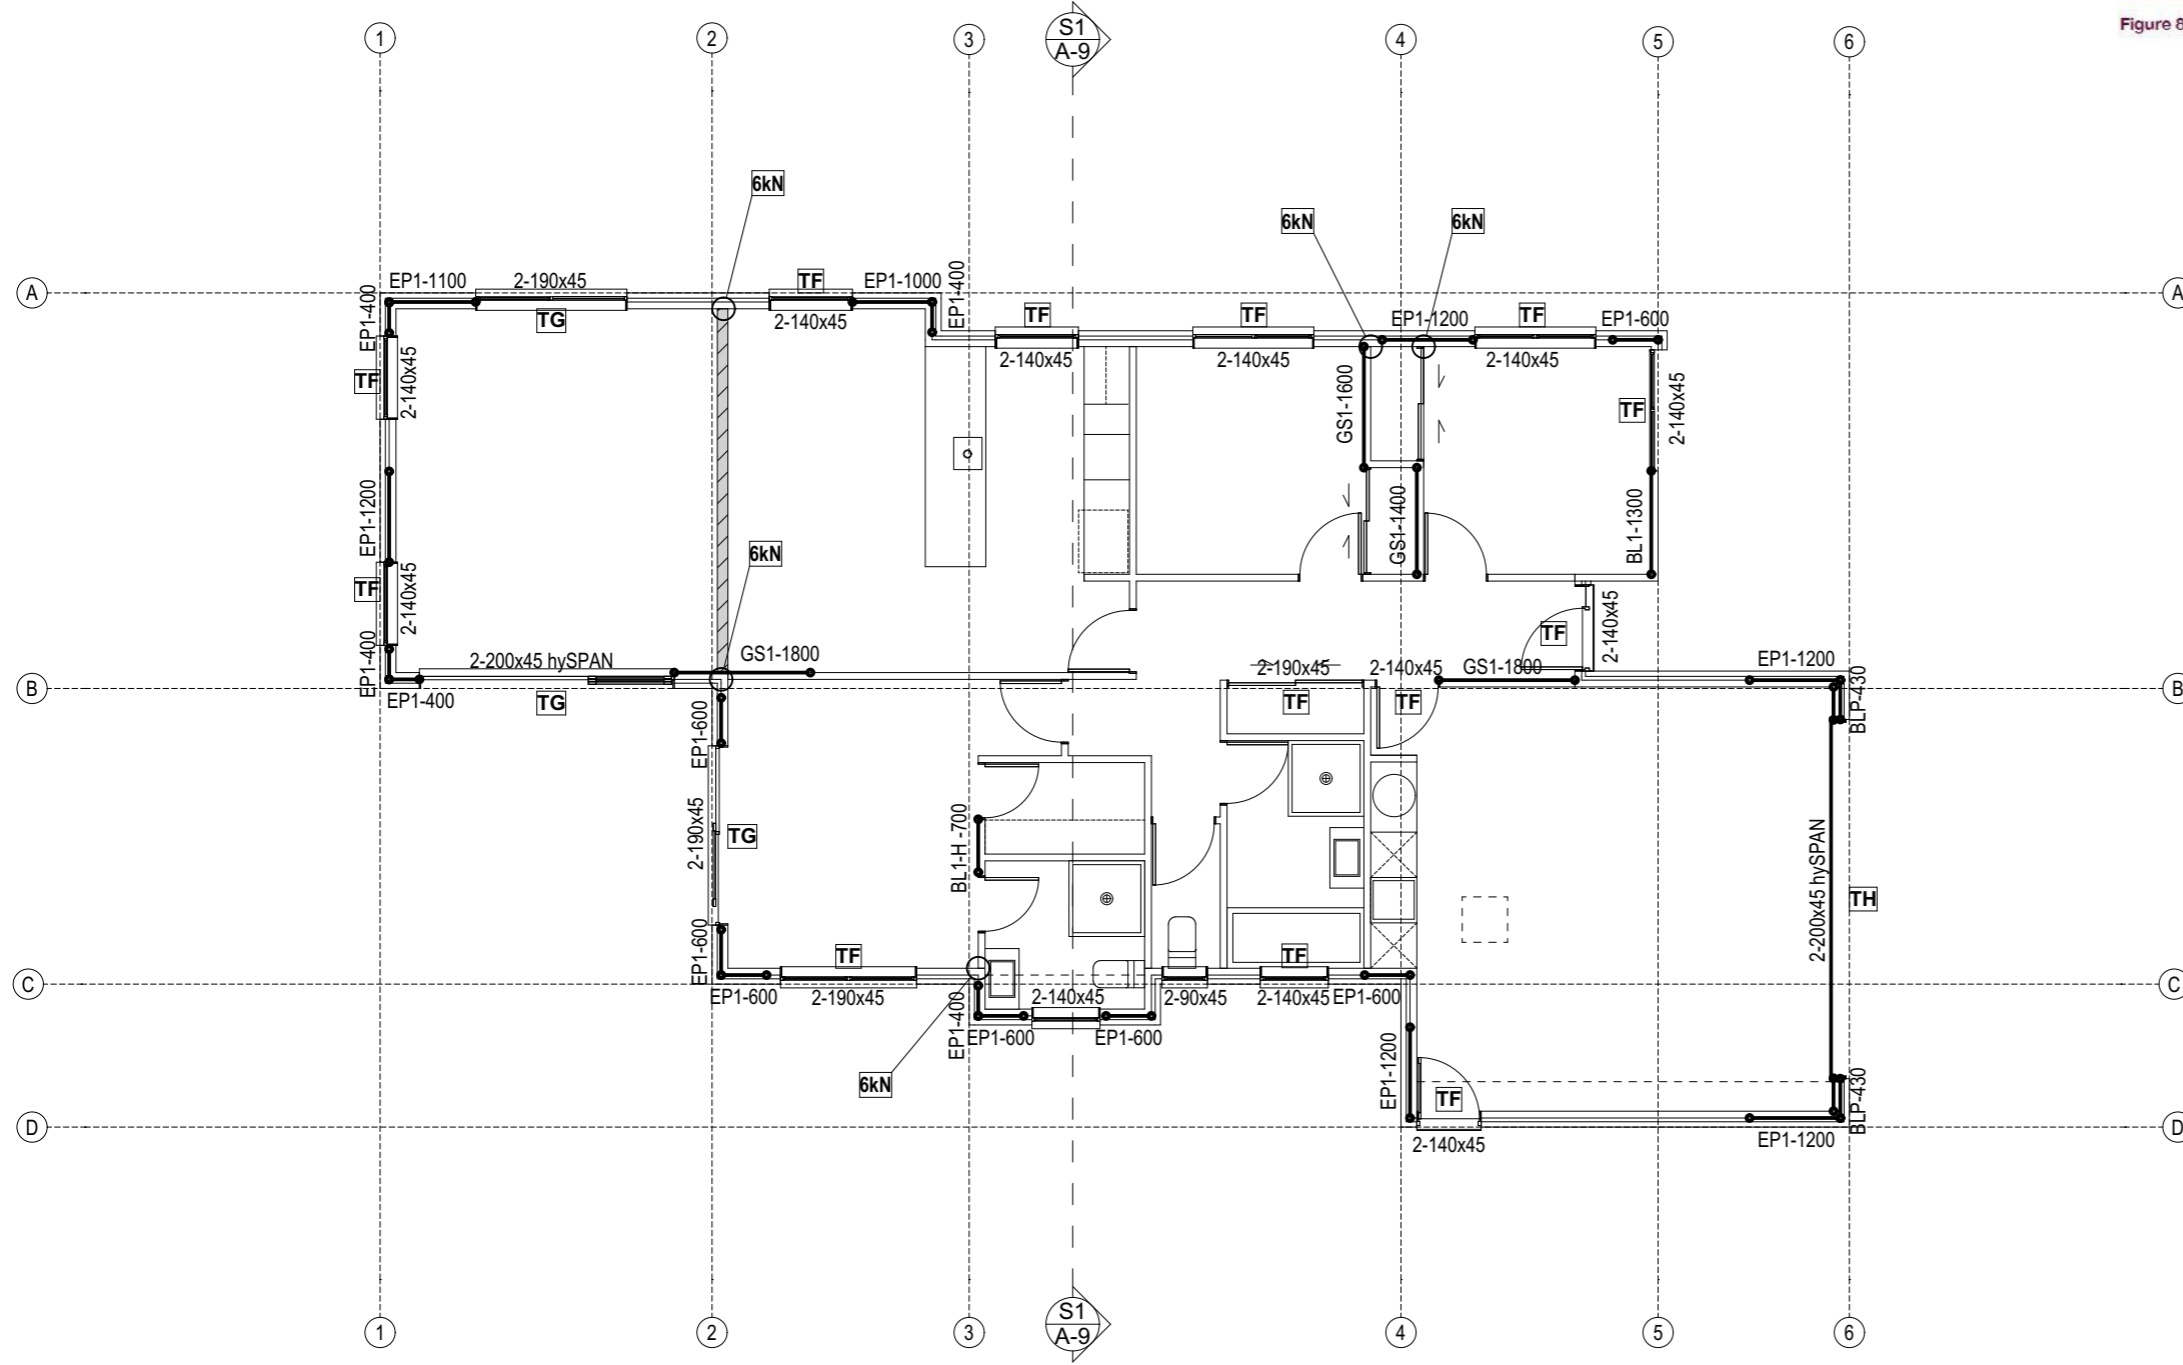 Figure 8
1
2
3
S1
A-9
4
5
6
6kN
6kN
6kN
A
EP1-400
EP1-1100
2-190x45
TG
TF
2-140x45
EP1-1000
EP1-400
TF
2-140x45
TF
2-140x45
EP1-1200
TF
2-140x45
EP1-600
A
TF
2-140x45
GS1-1600
TF
2-140x45
EP1-1200
GS1-1400
BL1-1300
6kN
TF
2-140x45
TF
2-140x45
EP1-400
2-200x45 hySPAN
GS1-1800
2-190x45
2-140x45
GS1-1800
EP1-1200
B
EP1-400
TG
TF
TF
BLP-430
B
EP1-600
2-190x45
TG
BL1-H -700
2-200x45 hySPAN
TH
EP1-600
TF
TF
C
EP1-600
2-190x45
2-140x45
2-90x45
2-140x45
EP1-600
C
EP1-400
EP1-600
EP1-600
6kN
EP1-1200
TF
BLP-430
D
2-140x45
EP1-1200
D
1
2
3
S1
A-9
4
5
6